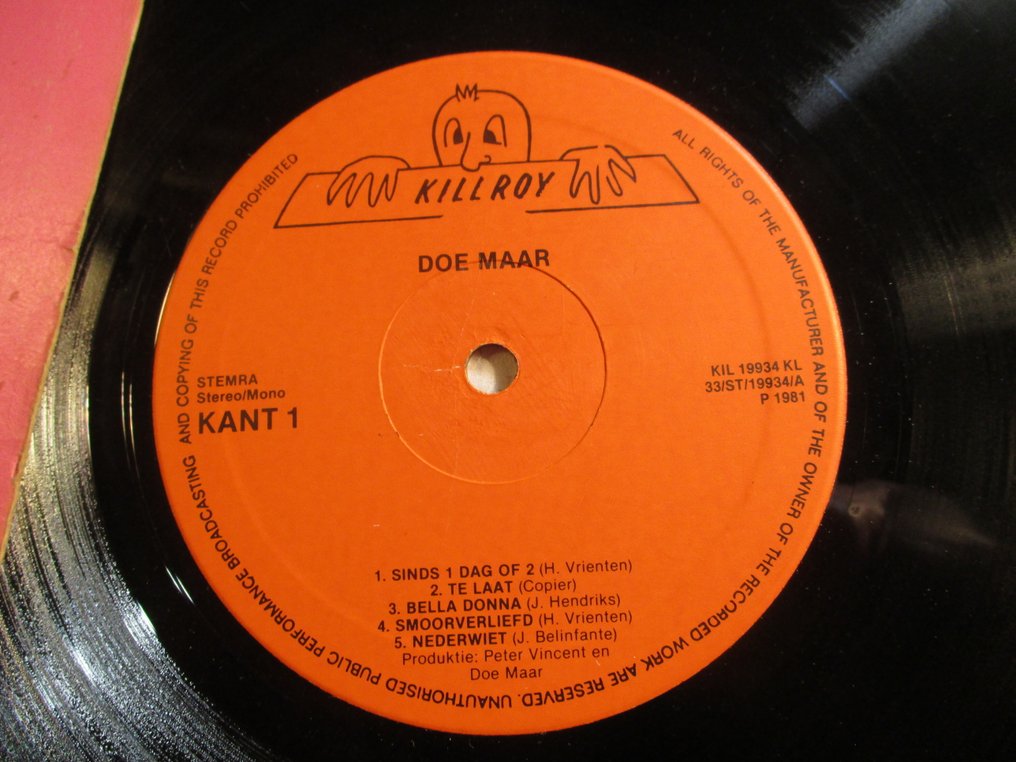 KILLROY
DOE MAAR
STEMRA
Stereo/Mono
KANT 1
KIL 19934 KL
33/ST/19934/A
P 1981
1. SINDS 1 DAG OF 2 (H. Vrienten)
2. TE LAAT (Copier)
3. BELLA DONNA (J. Hendriks)
4. SMOORVERLIEFD (H. Vrienten)
5. NEDERWIET (J. Belinfante)
Produktie: Peter Vincent en
Doe Maar
ALL RIGHTS OF THE MANUFACTURER AND OF THE OWNER OF THE RECORDED WORK ARE RESERVED. UNAUTHORISED PUBLIC PERFORMANCE BROADCASTING AND COPYING OF THIS RECORD PROHIBITED